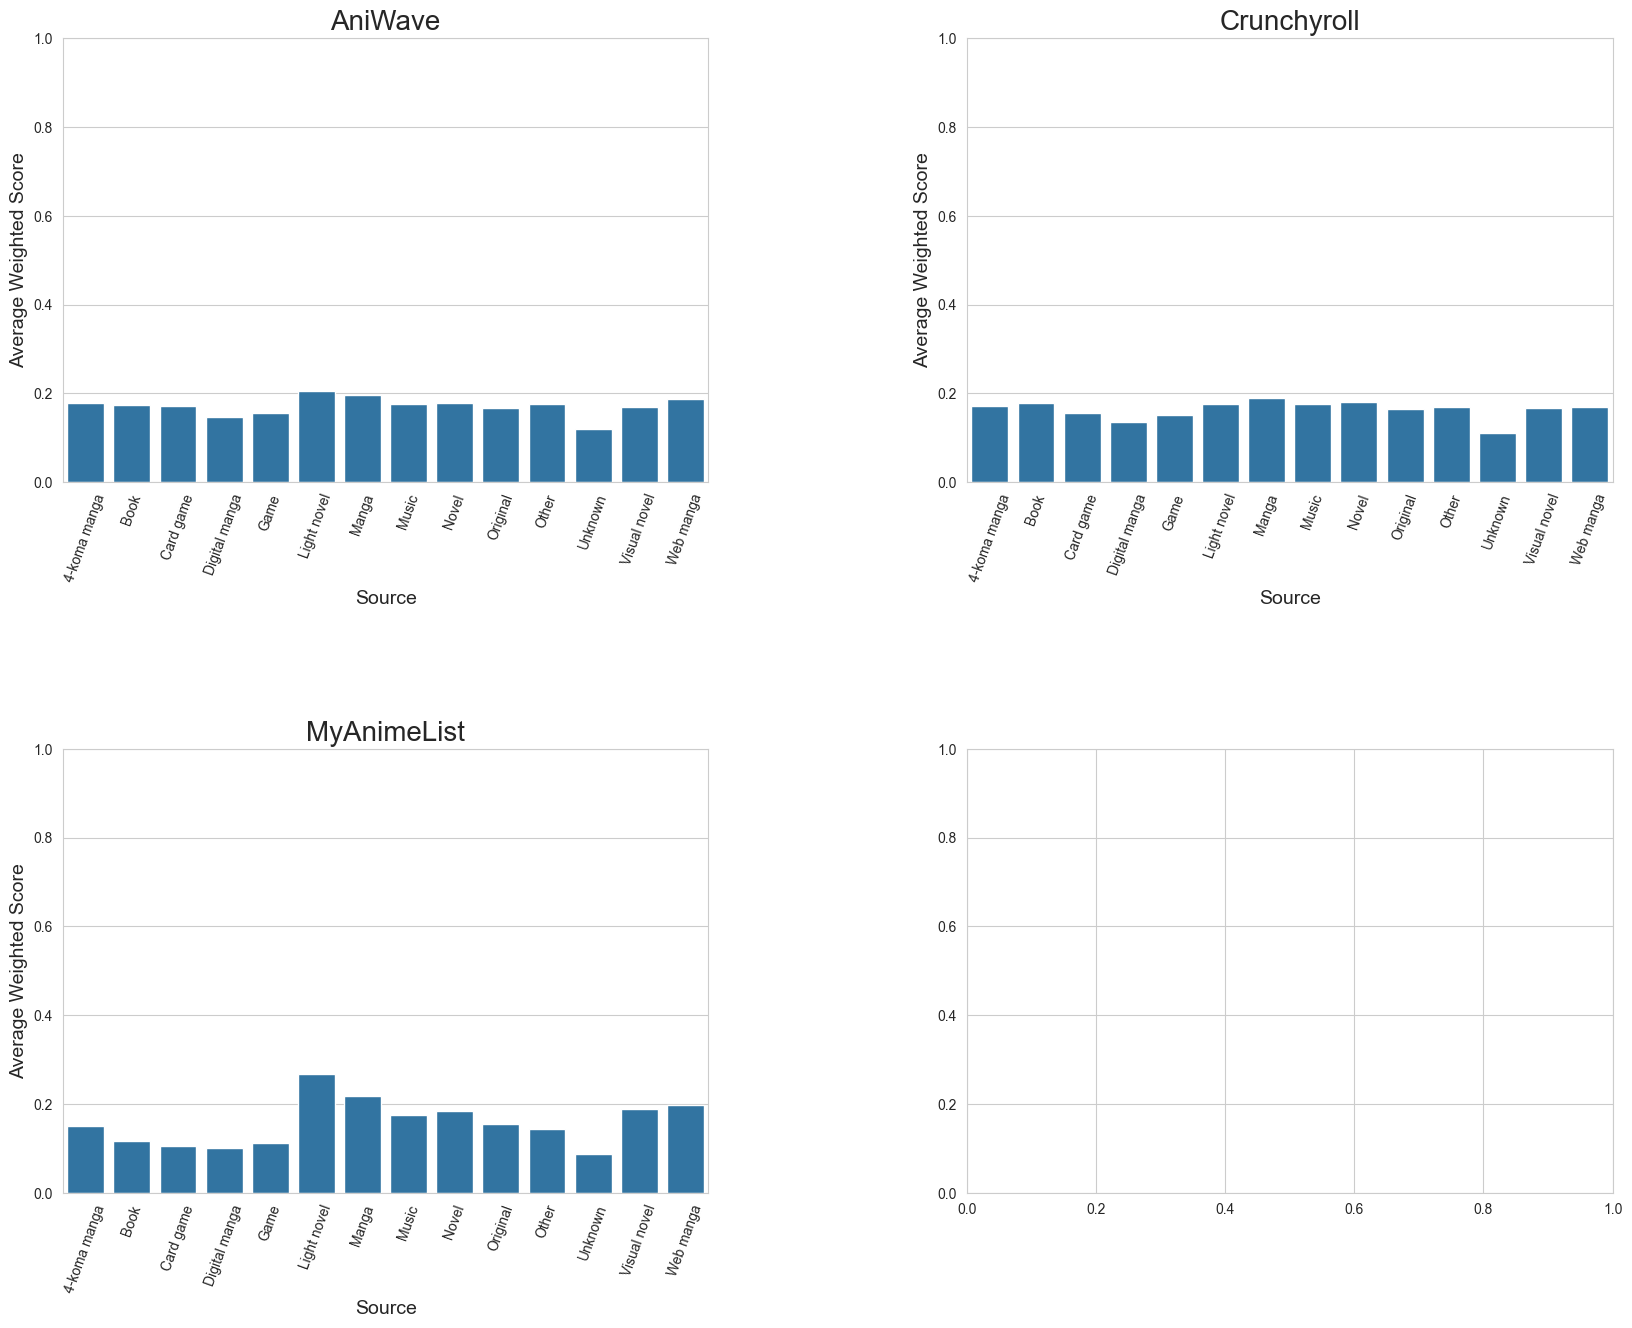 AniWave
1.0
0.8
0.6
0.4
0.2
0.0
Average Weighted Score
4-koma manga
Book
Card game
Digital manga
Game
Light novel
Manga
Music
Novel
Original
Other
Unknown
Visual novel
Web manga
Source
Crunchyroll
1.0
0.8
0.6
0.4
0.2
0.0
Average Weighted Score
4-koma manga
Book
Card game
Digital manga
Game
Light novel
Manga
Music
Novel
Original
Other
Unknown
Visual novel
Web manga
Source
MyAnimeList
1.0
0.8
0.6
0.4
0.2
0.0
Average Weighted Score
4-koma manga
Book
Card game
Digital manga
Game
Light novel
Manga
Music
Novel
Original
Other
Unknown
Visual novel
Web manga
Source
1.0
0.8
0.6
0.4
0.2
0.0
0.0 0.2 0.4 0.6 0.8 1.0